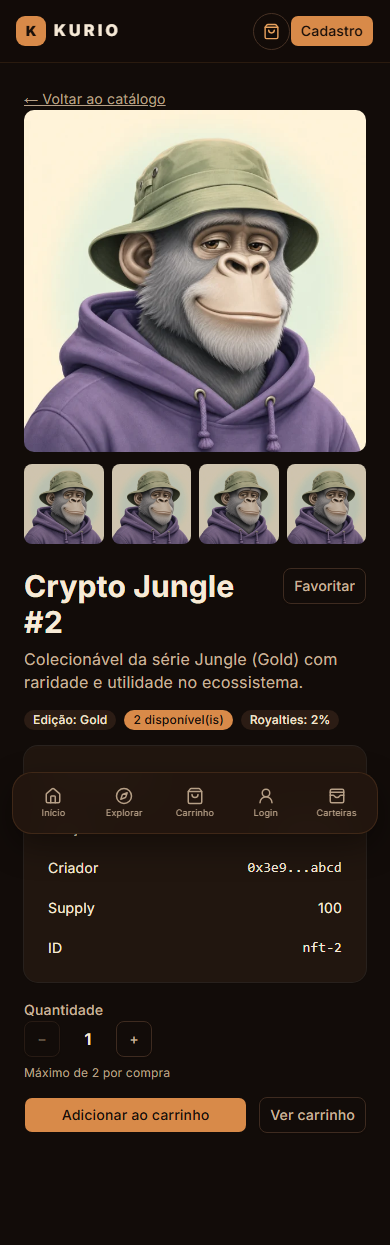 K KURIO
Cadastro
← Voltar ao catálogo
Crypto Jungle
#2
Favoritar
Colecionável da série Jungle (Gold) com
raridade e utilidade no ecossistema.
Edição: Gold
2 disponível(is)
Royalties: 2%
Início
Explorar
Carrinho
Login
Carteiras
Criador
0x3e9...abcd
Supply
100
ID
nft-2
Quantidade
− 1 +
Máximo de 2 por compra
Adicionar ao carrinho
Ver carrinho